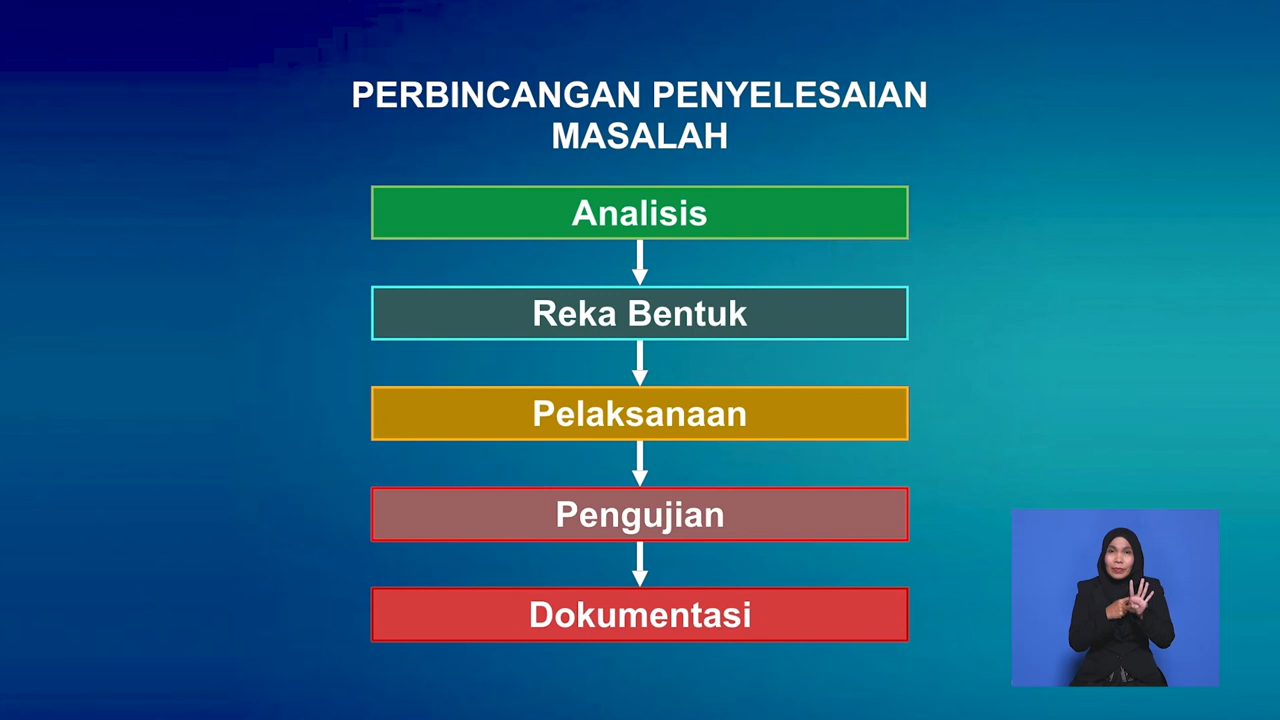 PERBINCANGAN PENYELESAIAN
MASALAH
Analisis
Reka Bentuk
Pelaksanaan
Pengujian
Dokumentasi